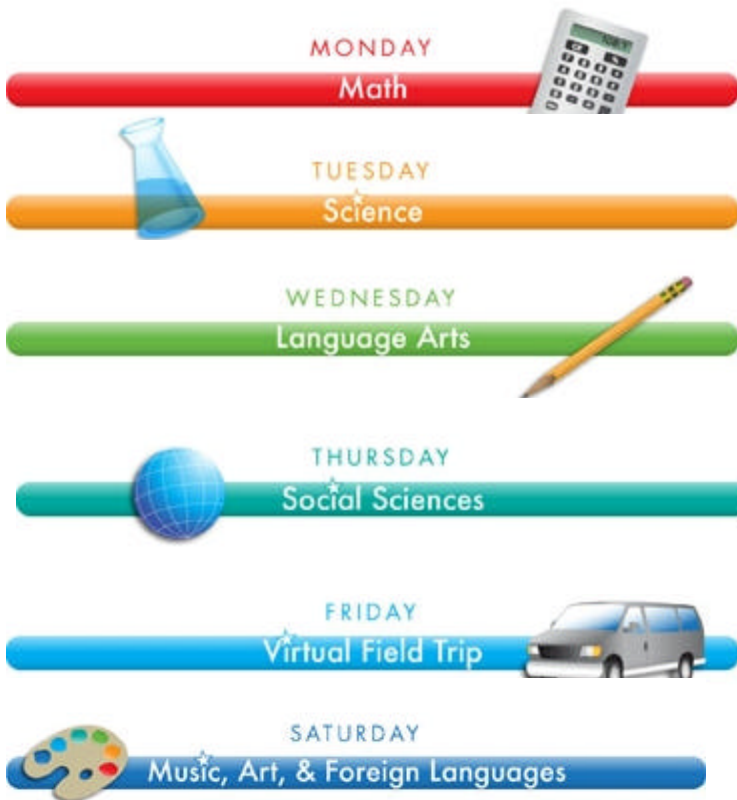 MONDAY
Math
TUESDAY
Science
WEDNESDAY
Language Arts
THURSDAY
Social Sciences
FRIDAY
Virtual Field Trip
SATURDAY
Music, Art, & Foreign Languages